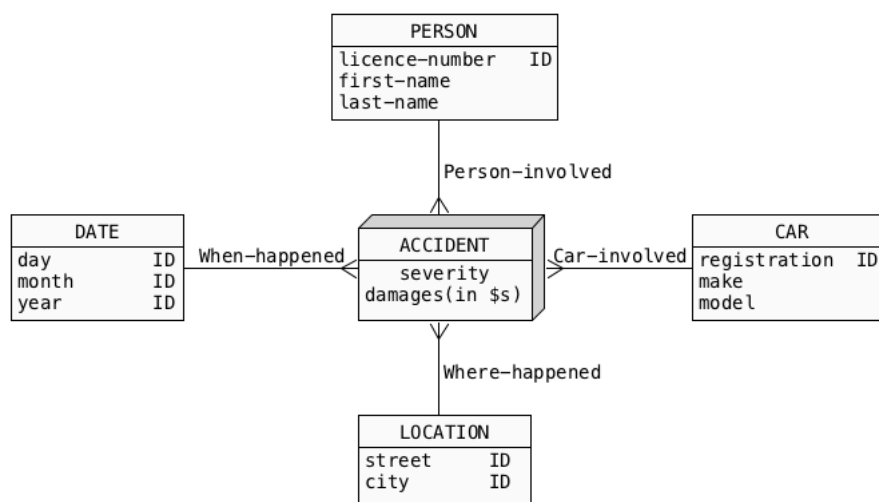 PERSON
licence-number ID
first-name
last-name
Person-involved
DATE
day ID
month ID
year ID
When-happened
ACCIDENT
severity
damages(in $s)
Car-involved
CAR
registration ID
make
model
Where-happened
LOCATION
street ID
city ID